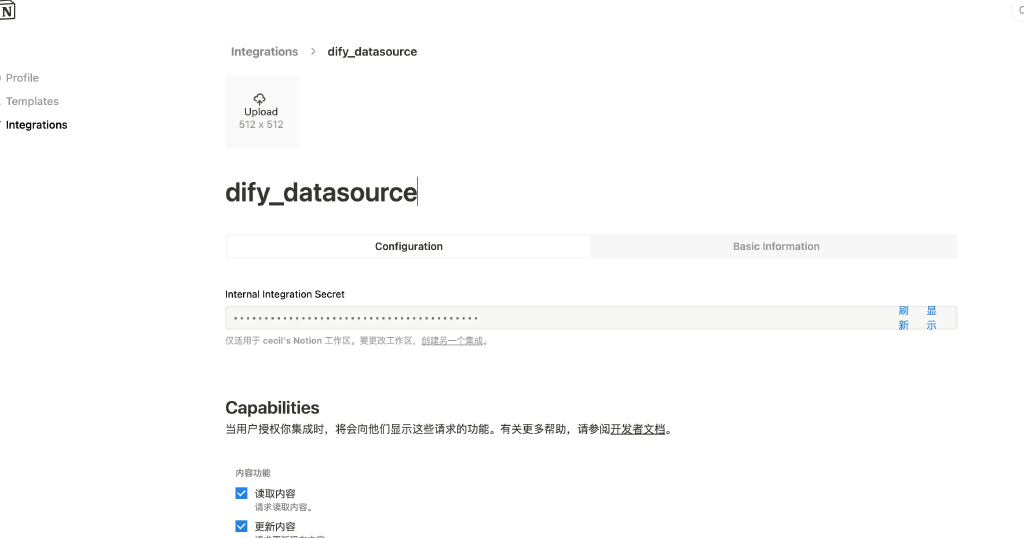 N
Integrations > dify_datasource
Profile
Templates
Integrations
Upload
512 x 512
dify_datasource
Configuration
Basic Information
Internal Integration Secret
刷新
显示
仅适用于 cecil's Notion 工作区。要更改工作区，创建另一个集成。
Capabilities
当用户授权你集成时，将会向他们显示这些请求的功能。有关更多帮助，请参阅开发者文档。
内容功能
读取内容
请求读取内容。
更新内容